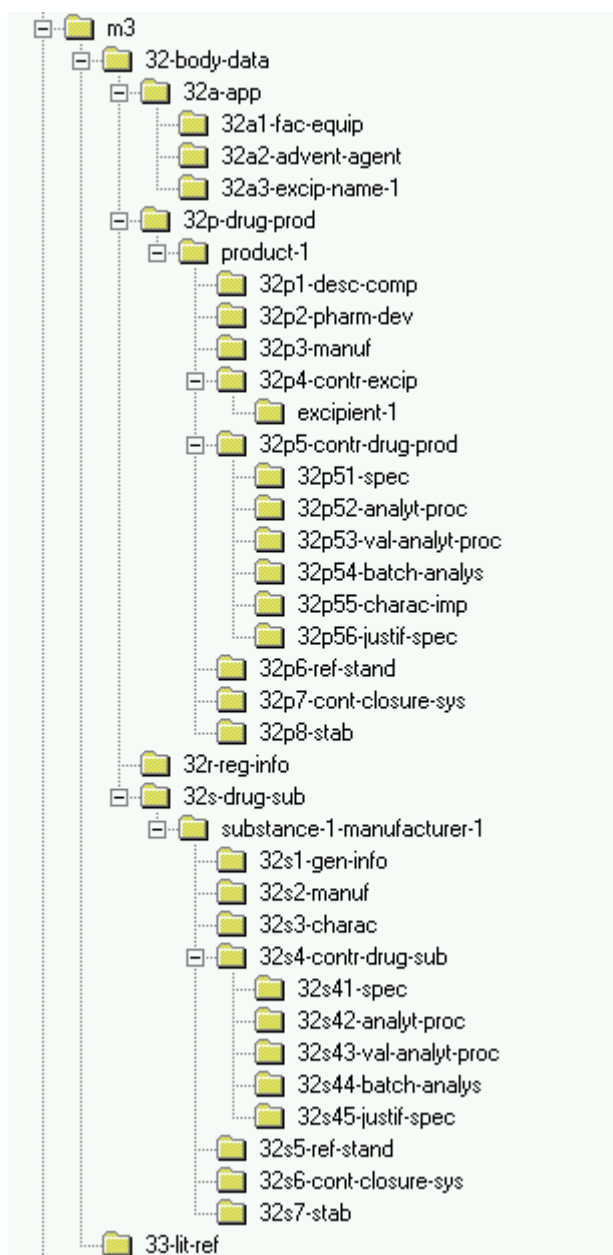 m3
32-body-data
32a-app
32a1-fac-equip
32a2-advent-agent
32a3-excip-name-1
32p-drug-prod
product-1
32p1-desc-comp
32p2-pharm-dev
32p3-manuf
32p4-contr-excip
excipient-1
32p5-contr-drug-prod
32p51-spec
32p52-analyt-proc
32p53-val-analyt-proc
32p54-batch-analys
32p55-charac-imp
32p56-justif-spec
32p6-ref-stand
32p7-cont-closure-sys
32p8-stab
32r-reg-info
32s-drug-sub
substance-1-manufacturer-1
32s1-gen-info
32s2-manuf
32s3-charac
32s4-contr-drug-sub
32s41-spec
32s42-analyt-proc
32s43-val-analyt-proc
32s44-batch-analys
32s45-justif-spec
32s5-ref-stand
32s6-cont-closure-sys
32s7-stab
33-lit-ref